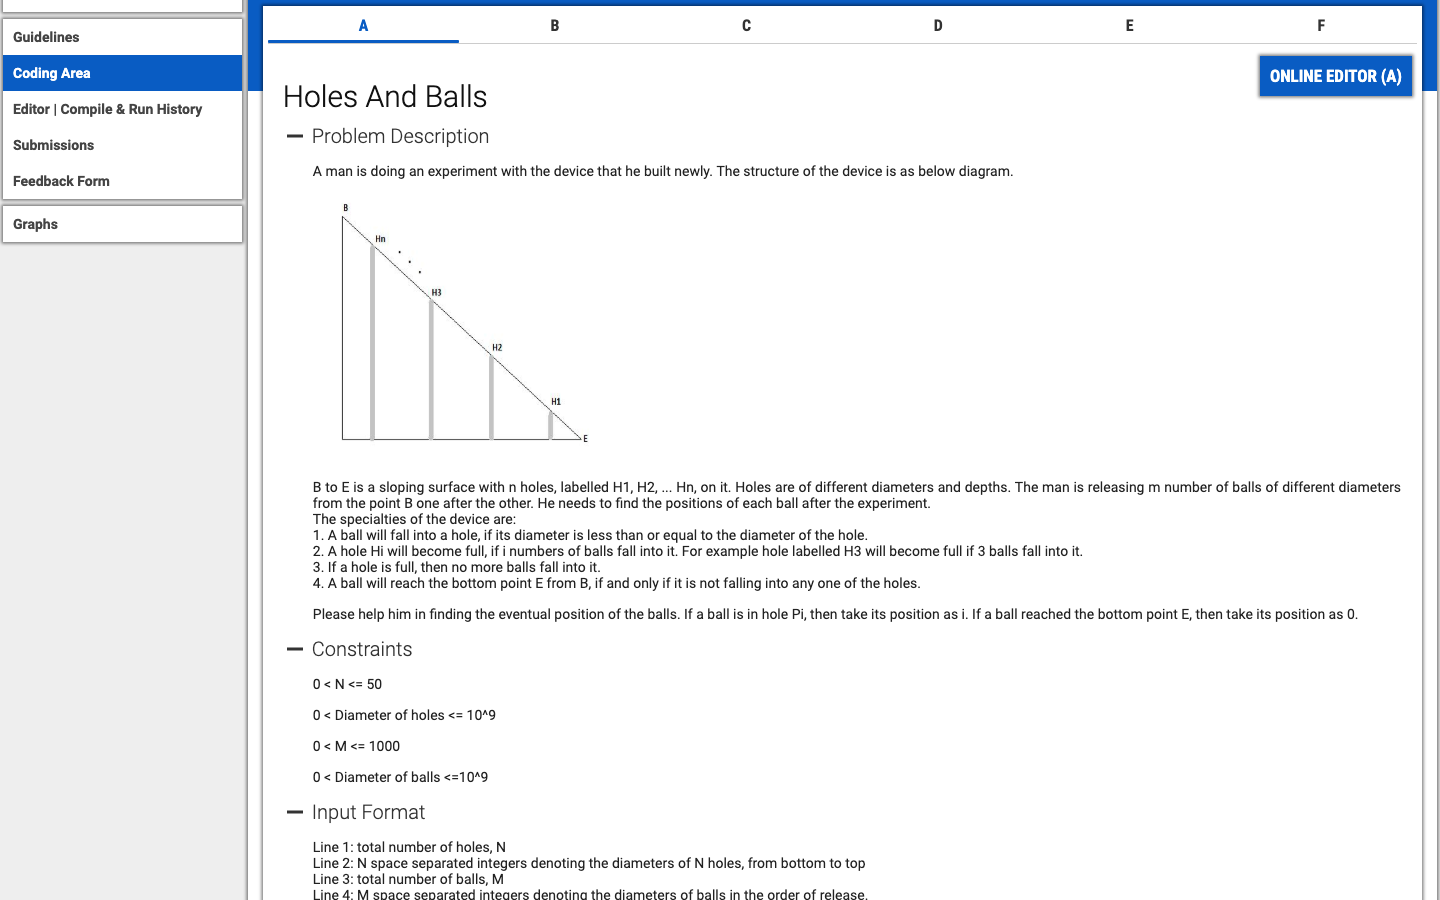 Guidelines
Coding Area
Editor | Compile & Run History
Submissions
Feedback Form
Graphs
A B C D E F
ONLINE EDITOR (A)
Holes And Balls
Problem Description
A man is doing an experiment with the device that he built newly. The structure of the device is as below diagram.
B
Hn
H3
H2
H1
E
B to E is a sloping surface with n holes, labelled H1, H2, ... Hn, on it. Holes are of different diameters and depths. The man is releasing m number of balls of different diameters
from the point B one after the other. He needs to find the positions of each ball after the experiment.
The specialties of the device are:
1. A ball will fall into a hole, if its diameter is less than or equal to the diameter of the hole.
2. A hole Hi will become full, if i numbers of balls fall into it. For example hole labelled H3 will become full if 3 balls fall into it.
3. If a hole is full, then no more balls fall into it.
4. A ball will reach the bottom point E from B, if and only if it is not falling into any one of the holes.
Please help him in finding the eventual position of the balls. If a ball is in hole Pi, then take its position as i. If a ball reached the bottom point E, then take its position as 0.
Constraints
0 < N <= 50
0 < Diameter of holes <= 10^9
0 < M <= 1000
0 < Diameter of balls <=10^9
Input Format
Line 1: total number of holes, N
Line 2: N space separated integers denoting the diameters of N holes, from bottom to top
Line 3: total number of balls, M
Line 4: M space separated integers denoting the diameters of balls in the order of release.